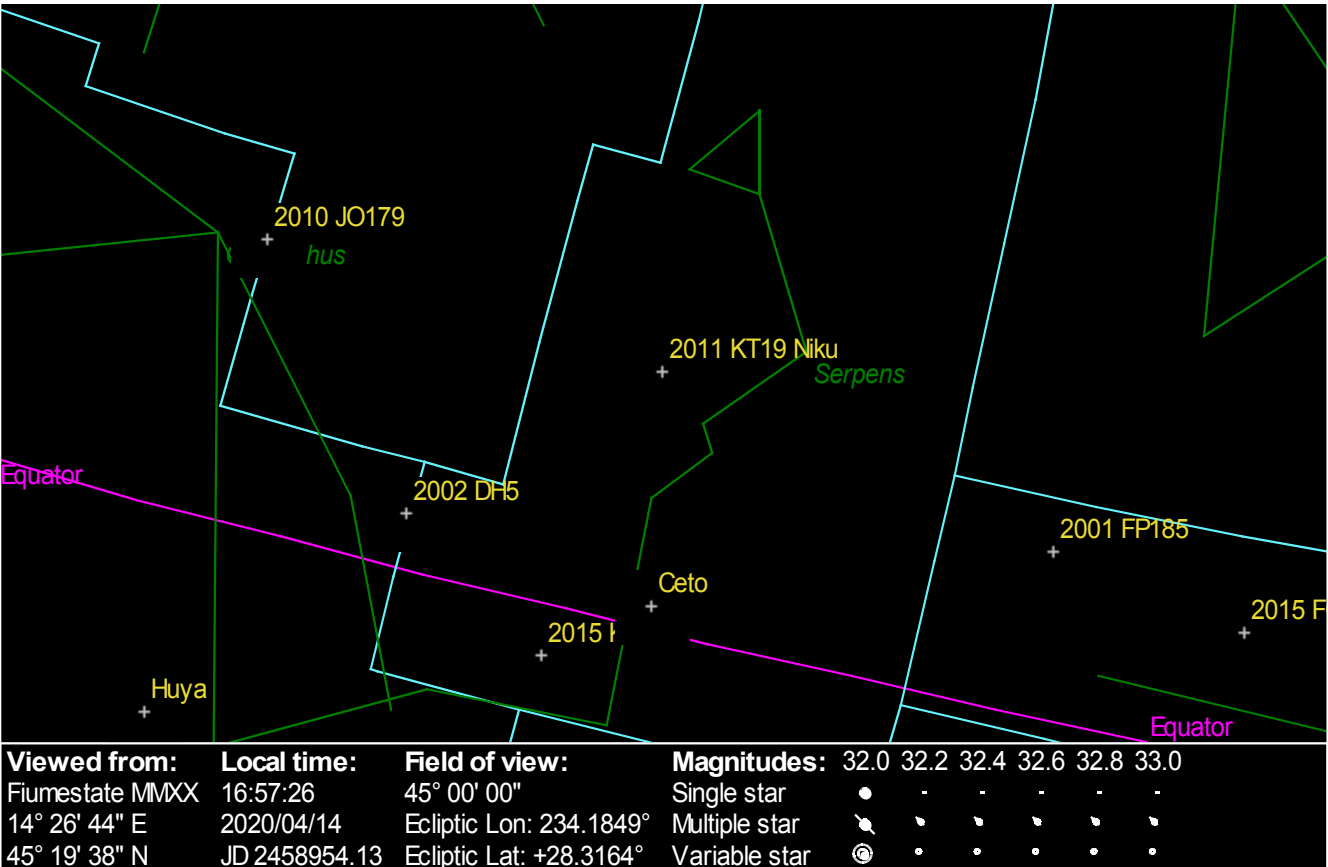 2010 JO179
hus
2011 KT19 Niku
Serpens
Equator
2002 DH5
2001 FP185
Ceto
2015 F
2015 K
Huya
Equator
Viewed from: Local time: Field of view: Magnitudes: 32.0 32.2 32.4 32.6 32.8 33.0
Fiumestate MMXX 16:57:26 45° 00' 00" Single star
14° 26' 44" E 2020/04/14 Ecliptic Lon: 234.1849° Multiple star
45° 19' 38" N JD 2458954.13 Ecliptic Lat: +28.3164° Variable star